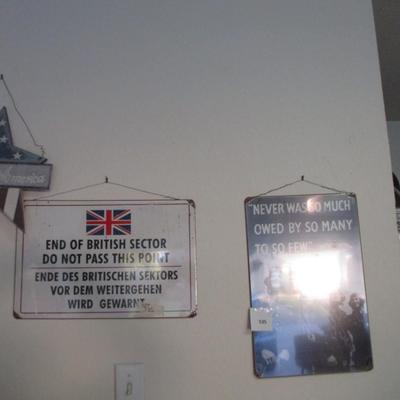 America
END OF BRITISH SECTOR
DO NOT PASS THIS POINT
ENDE DES BRITISCHEN SEKTORS
VOR DEM WEITERGEHEN
WIRD GEWARNT
"NEVER WAS SO MUCH
OWED BY SO MANY
TO SO FEW"